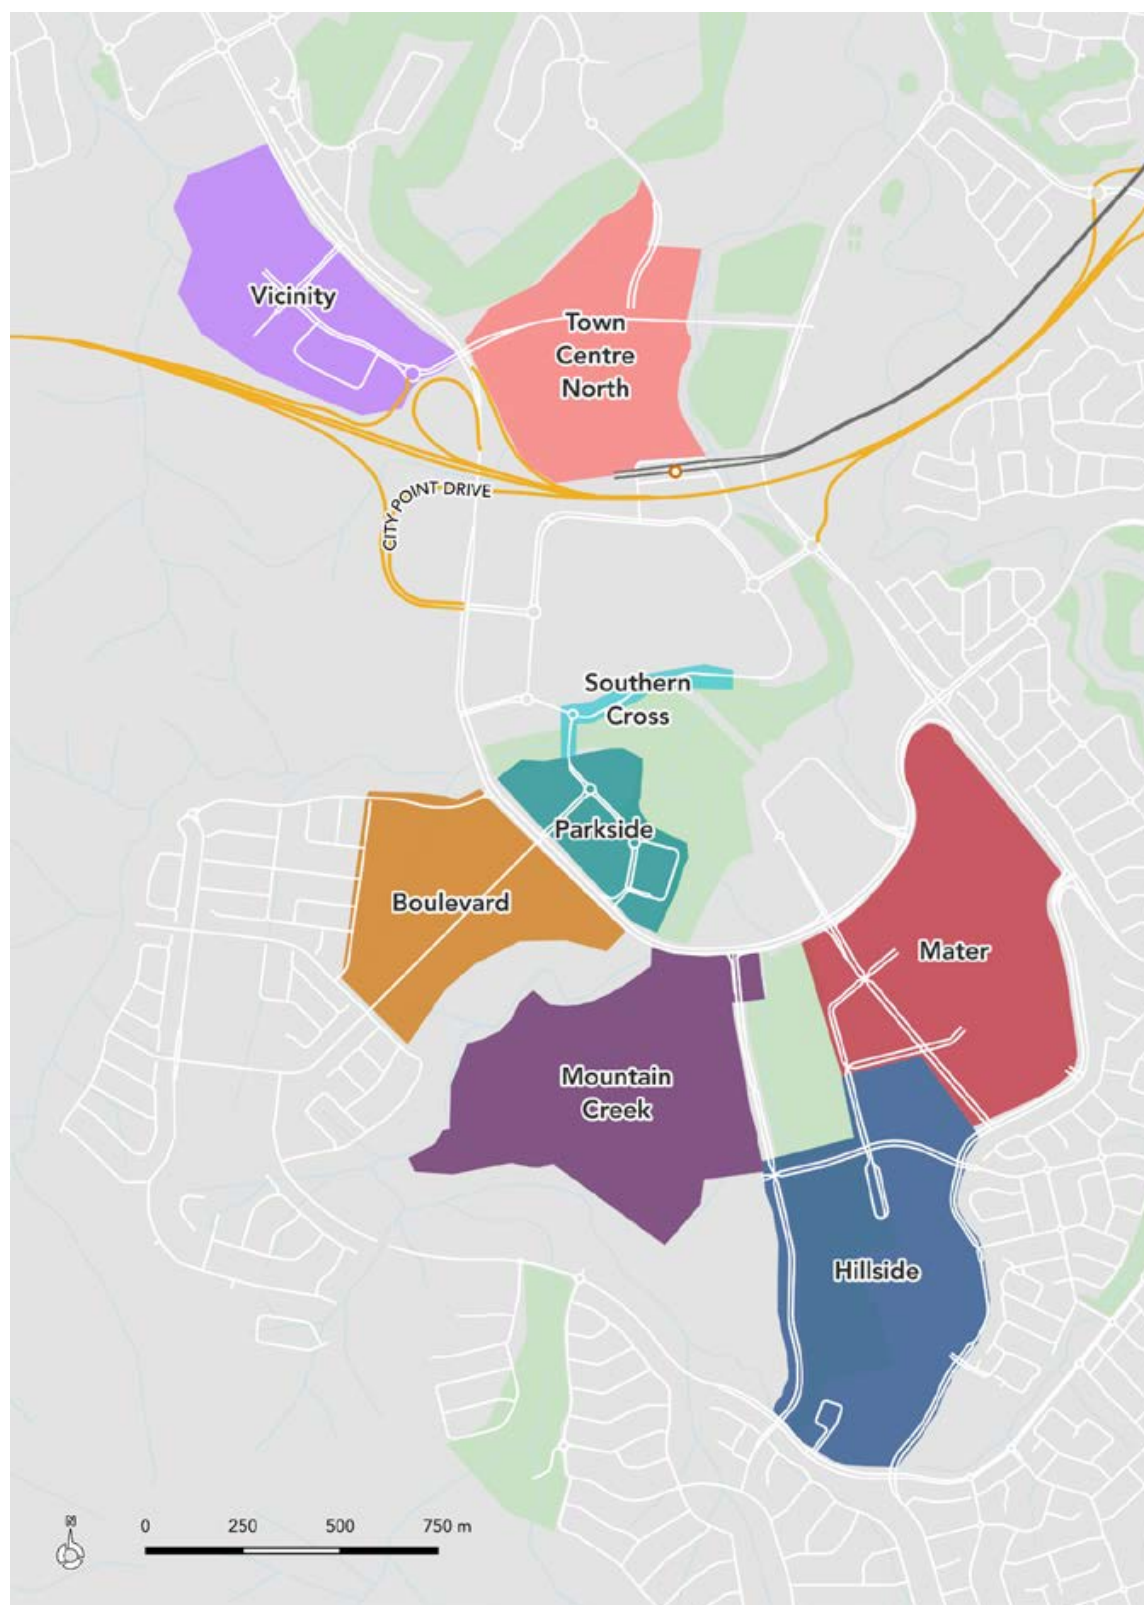 Vicinity
Town
Centre
North
CITY POINT DRIVE
Southern
Cross
Parkside
Boulevard
Mater
Mountain
Creek
Hillside
N
0 250 500 750 m